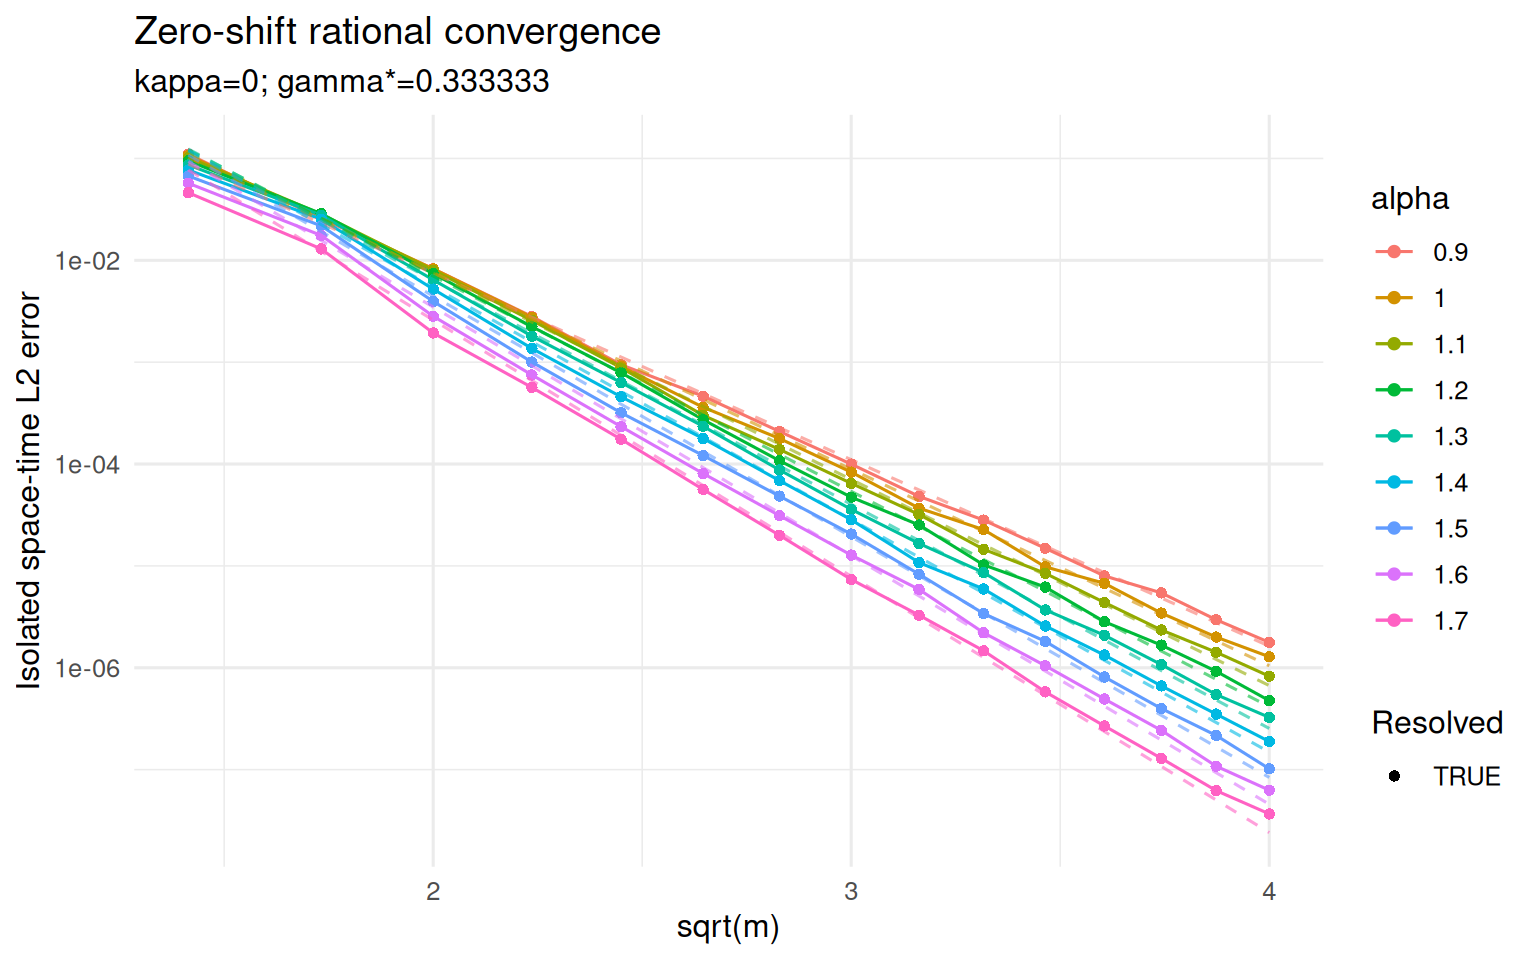 Zero-shift rational convergence
kappa=0; gamma*=0.333333
Isolated space-time L2 error
1e-02
1e-04
1e-06
2
3
4
sqrt(m)
alpha
0.9
1
1.1
1.2
1.3
1.4
1.5
1.6
1.7
Resolved
TRUE